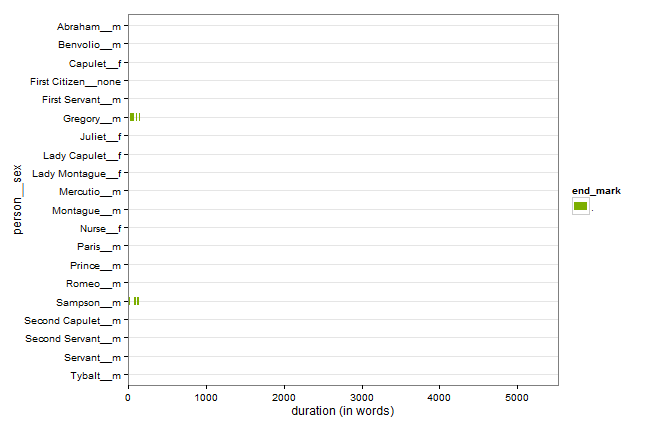 Abraham__m
Benvolio__m
Capulet__f
First Citizen__none
First Servant__m
Gregory__m
Juliet__f
Lady Capulet__f
Lady Montague__f
Mercutio__m
Montague__m
Nurse__f
Paris__m
Prince__m
Romeo__m
Sampson__m
Second Capulet__m
Second Servant__m
Servant__m
Tybalt__m
person__sex
0 1000 2000 3000 4000 5000
duration (in words)
end_mark
.